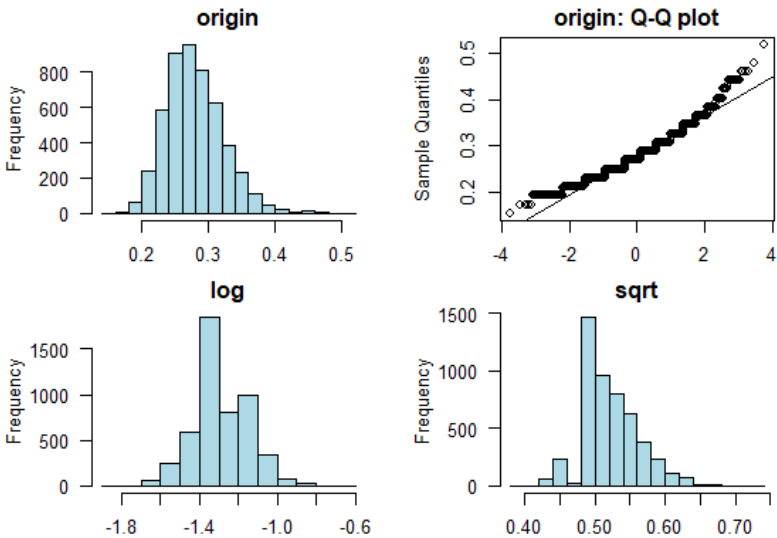 origin
Frequency
0 200 400 600 800
0.2 0.3 0.4 0.5
origin: Q-Q plot
Sample Quantiles
0.2 0.3 0.4 0.5
-4 -2 0 2 4
log
Frequency
0 500 1000 1500
-1.8 -1.4 -1.0 -0.6
sqrt
Frequency
0 500 1000 1500
0.40 0.50 0.60 0.70